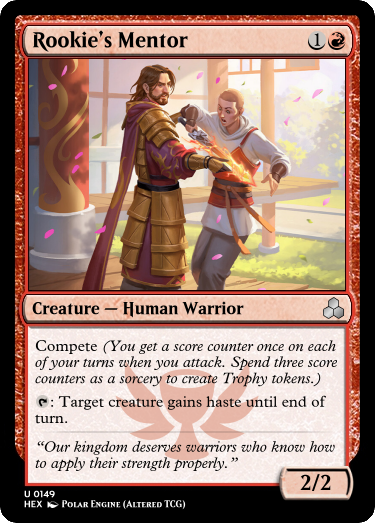 Rookie's Mentor 1
Creature — Human Warrior
Compete (You get a score counter once on each
of your turns when you attack. Spend three score
counters as a sorcery to create Trophy tokens.)
: Target creature gains haste until end of
turn.
“Our kingdom deserves warriors who know how
to apply their strength properly.”
2/2
U 0149
HEX Polar Engine (Altered TCG)